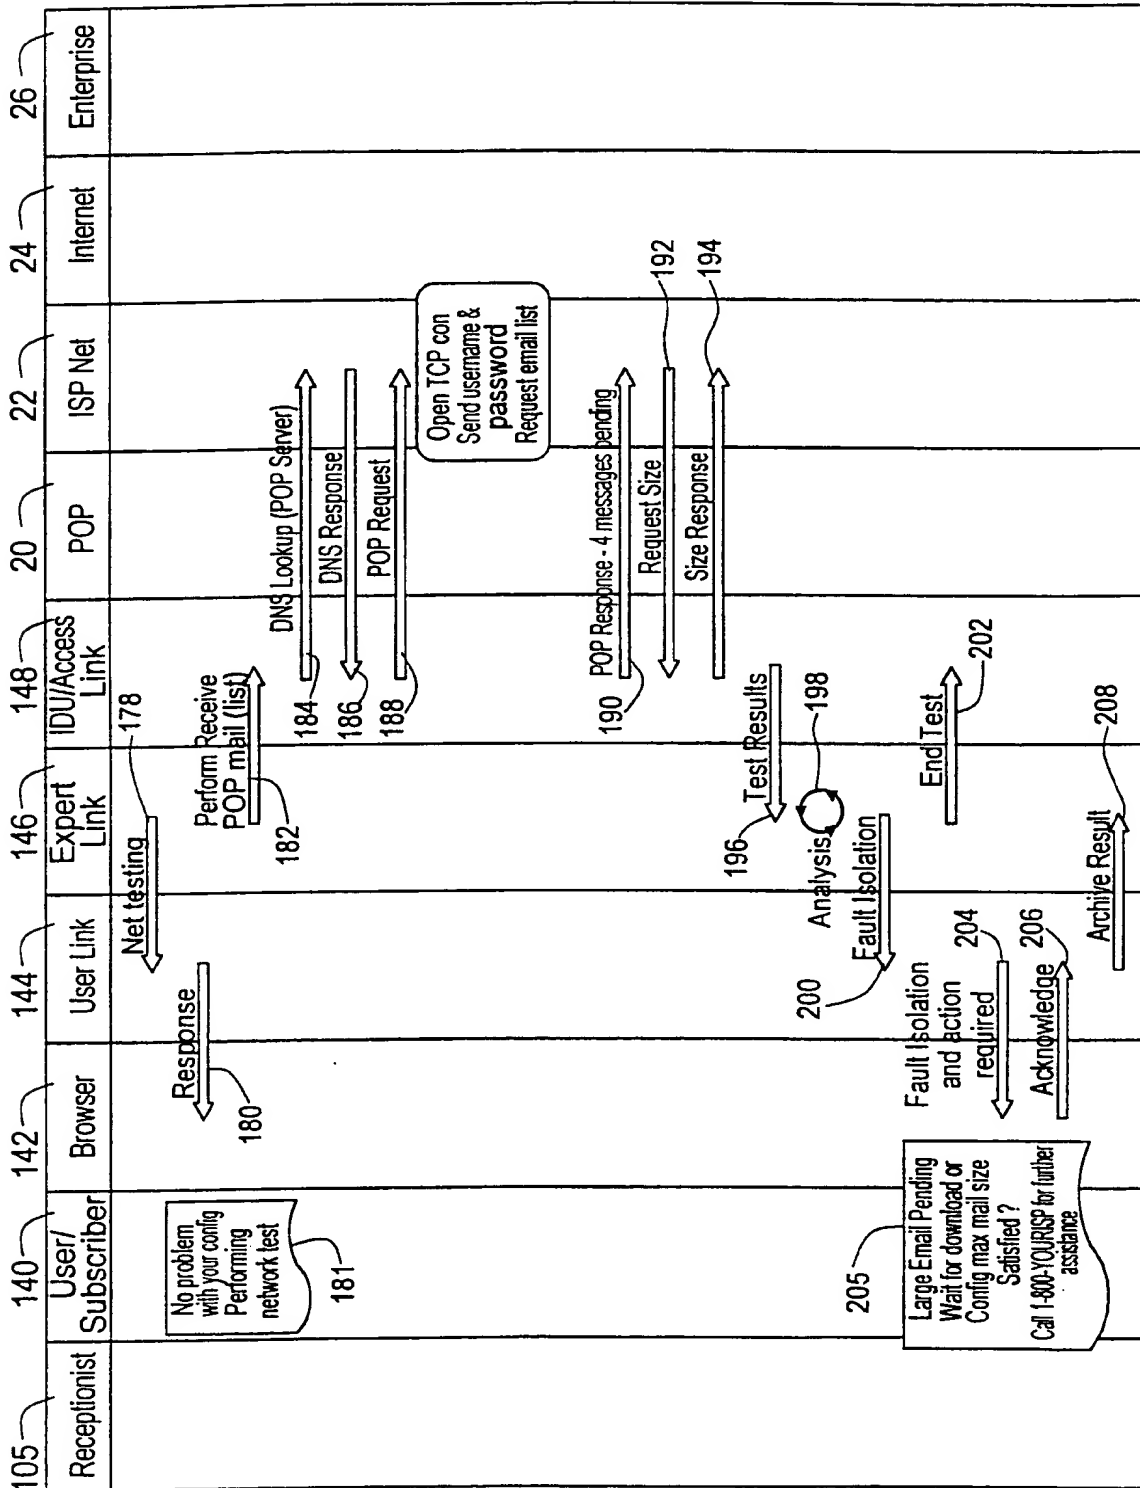 105
140
142
144
146
148
20
22
24
26
Receptionist
User/
Subscriber
Browser
User Link
Expert
Link
IDU/Access
Link
POP
ISP Net
Internet
Enterprise
Net testing
178
No problem
with your config
Performing
network test
181
Response
180
Perform Receive
POP mail (list)
182
DNS Lookup (POP Server)
184
DNS Response
186
POP Request
188
Open TCP con
Send username &
password
Request email list
POP Response - 4 messages pending
190
Request Size
192
Size Response
194
Test Results
196
Analysis
198
Fault Isolation
200
End Test
202
Fault Isolation
and action
required
204
Large Email Pending
Wait for download or
Config max mail size
Satisfied ?
Call 1-800-YOURISP for further
assistance
205
Acknowledge
206
Archive Result
208